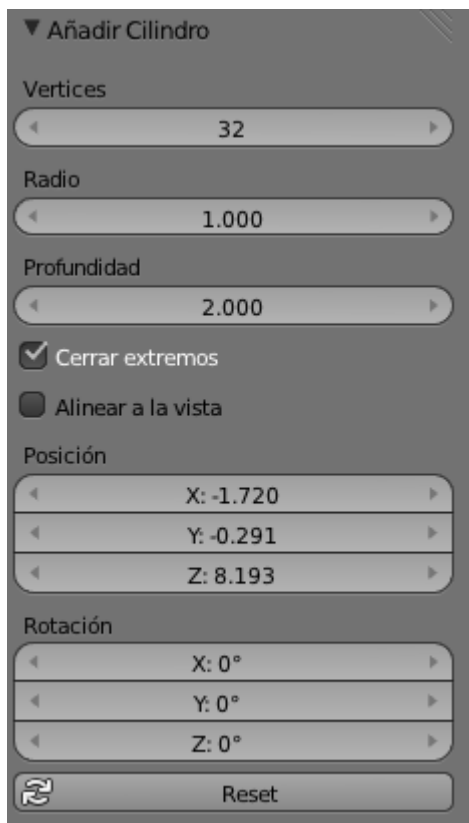 Añadir Cilindro
Vertices
32
Radio
1.000
Profundidad
2.000
Cerrar extremos
Alinear a la vista
Posición
X: -1.720
Y: -0.291
Z: 8.193
Rotación
X: 0°
Y: 0°
Z: 0°
Reset